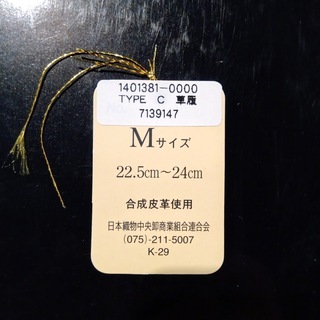 1401381-0000
TYPE C 草履
7139147
Mサイズ
22.5cm〜24cm
合成皮革使用
日本織物中央卸商業組合連合会
(075)-211-5007
K-29